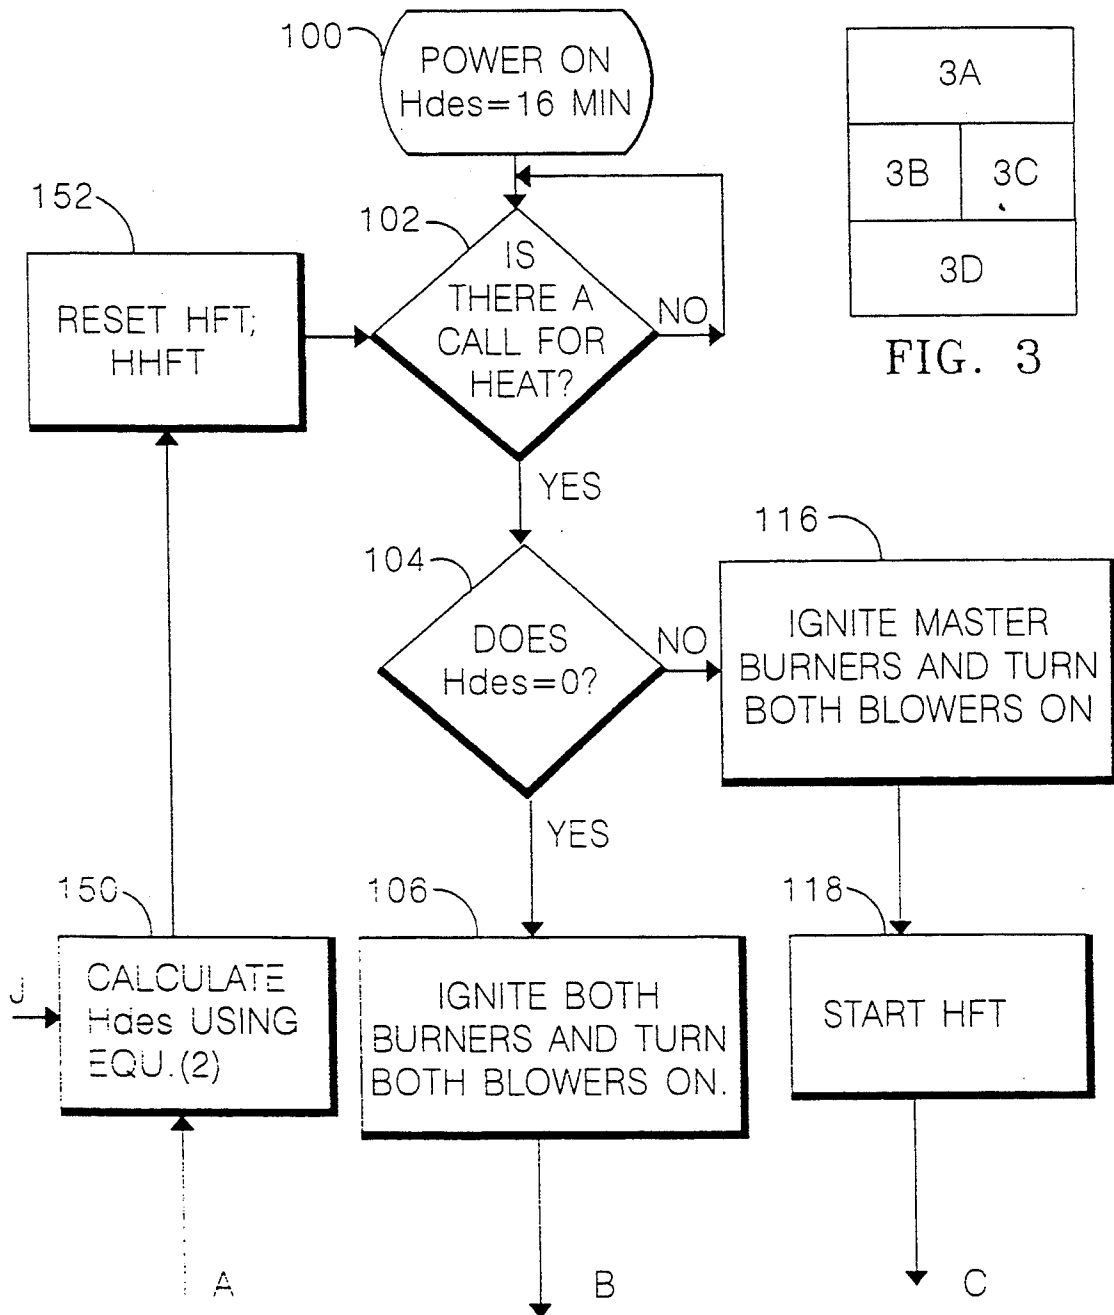 100
POWER ON
Hdes=16 MIN
3A
3B
3C
3D
FIG. 3
152
RESET HFT;
HHFT
102
IS
THERE A
CALL FOR
HEAT?
NO
YES
104
DOES
Hdes=0?
NO
YES
116
IGNITE MASTER
BURNERS AND TURN
BOTH BLOWERS ON
150
J
CALCULATE
Hdes USING
EQU.(2)
106
IGNITE BOTH
BURNERS AND TURN
BOTH BLOWERS ON.
118
START HFT
A
B
C